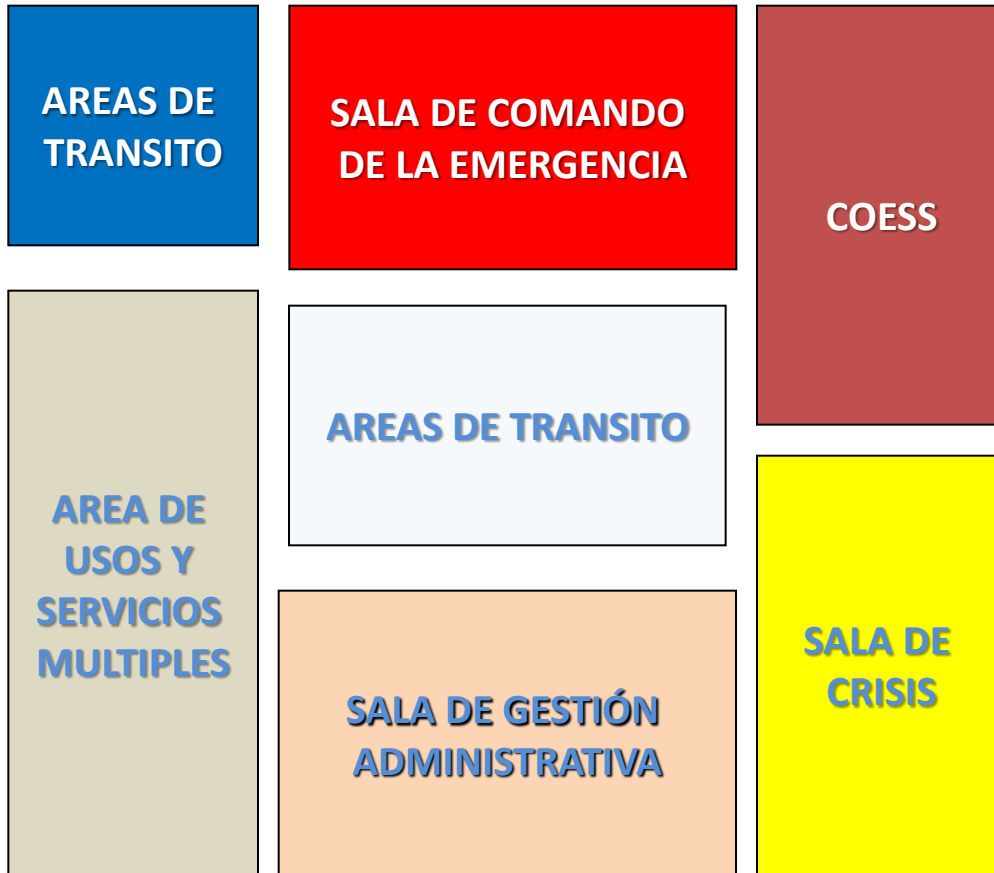 AREAS DE
TRANSITO
SALA DE COMANDO
DE LA EMERGENCIA
COESS
AREA DE
USOS Y
SERVICIOS
MULTIPLES
AREAS DE TRANSITO
SALA DE GESTIÓN
ADMINISTRATIVA
SALA DE
CRISIS